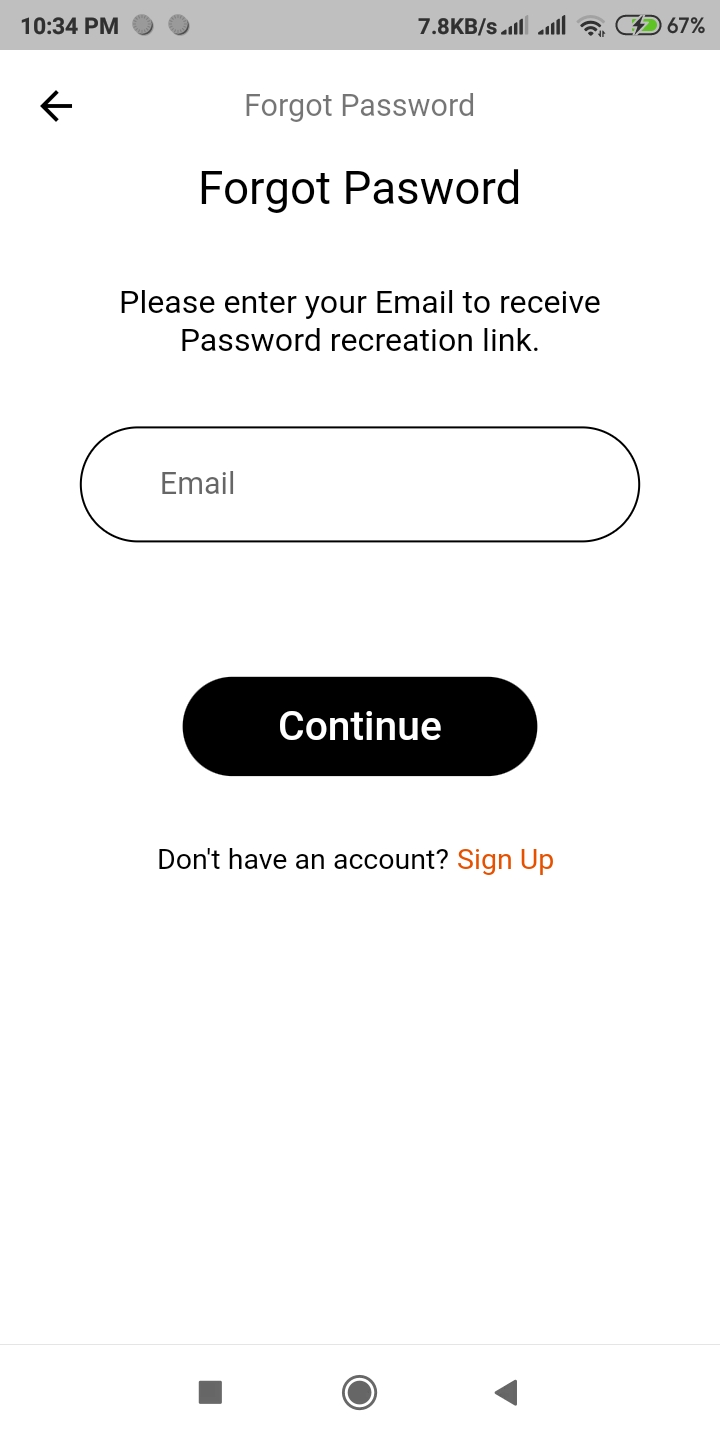 10:34 PM 7.8KB/s 67%
Forgot Password
Forgot Pasword
Please enter your Email to receive
Password recreation link.
Email
Continue
Don't have an account? Sign Up